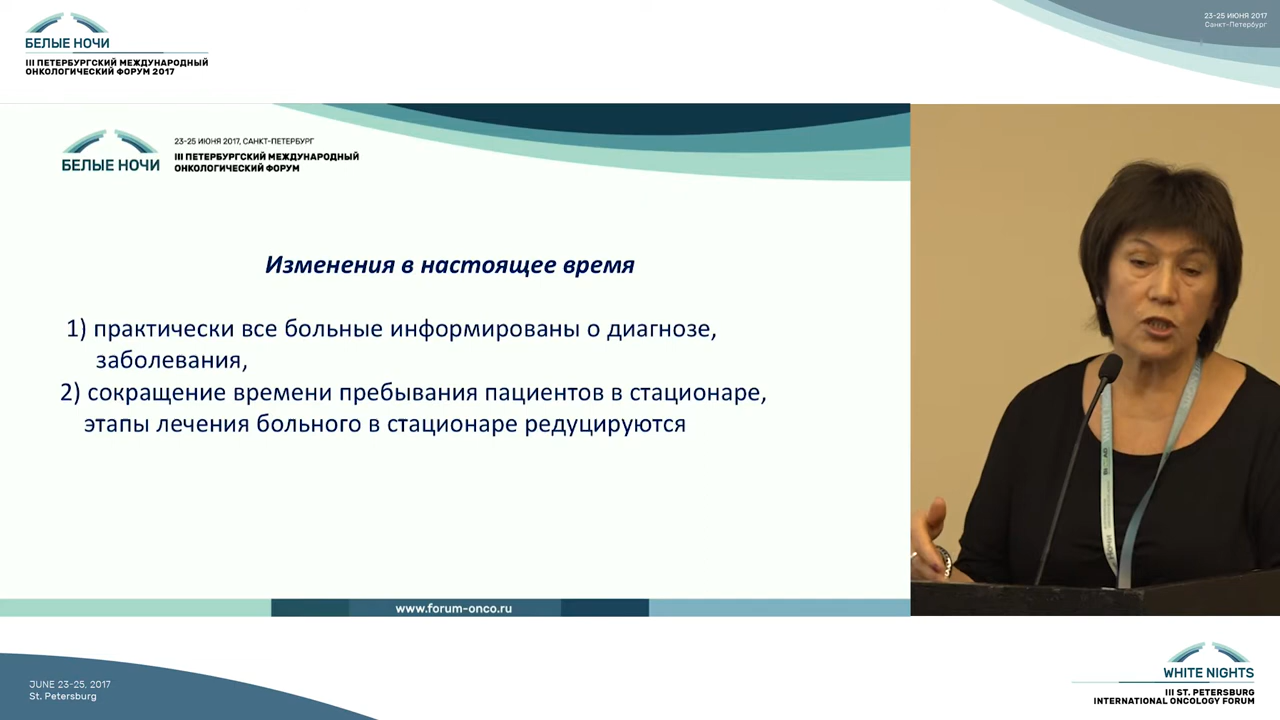 БЕЛЫЕ НОЧИ
III ПЕТЕРБУРГСКИЙ МЕЖДУНАРОДНЫЙ
ОНКОЛОГИЧЕСКИЙ ФОРУМ 2017
23-25 ИЮНЯ 2017
Санкт-Петербург
БЕЛЫЕ НОЧИ
23-25 ИЮНЯ 2017, САНКТ-ПЕТЕРБУРГ
III ПЕТЕРБУРГСКИЙ МЕЖДУНАРОДНЫЙ
ОНКОЛОГИЧЕСКИЙ ФОРУМ
Изменения в настоящее время
1) практически все больные информированы о диагнозе,
заболевания,
2) сокращение времени пребывания пациентов в стационаре,
этапы лечения больного в стационаре редуцируются
www.forum-onco.ru
JUNE 23-25, 2017
St. Petersburg
WHITE NIGHTS
III ST. PETERSBURG
INTERNATIONAL ONCOLOGY FORUM